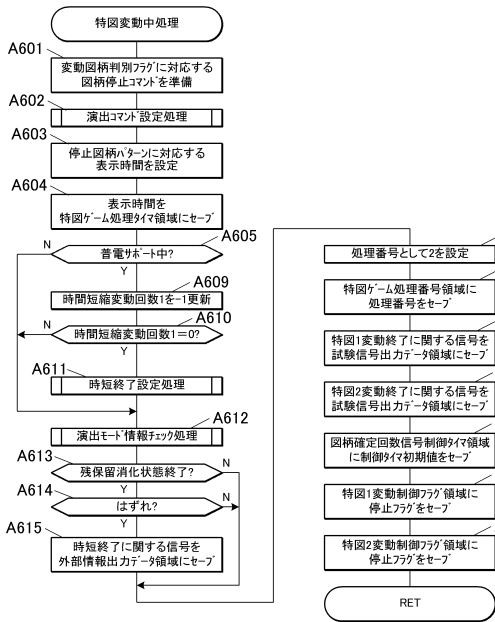 特図変動中処理
A601
変動図柄判別フラグに対応する
図柄停止コマンドを準備
A602
演出コマンド設定処理
A603
停止図柄パターンに対応する
表示時間を設定
A604
表示時間を
特図ゲーム処理タイマ領域にセーブ
A605
普電サポート中?
N
Y
A609
時間短縮変動回数1を-1更新
A610
時間短縮変動回数1=0?
N
Y
A611
時短終了設定処理
A612
演出モード情報チェック処理
A613
残保留消化状態終了?
N
Y
A614
はずれ?
N
Y
A615
時短終了に関する信号を
外部情報出力データ領域にセーブ
処理番号として2を設定
特図ゲーム処理番号領域に
処理番号をセーブ
特図1変動終了に関する信号を
試験信号出力データ領域にセーブ
特図2変動終了に関する信号を
試験信号出力データ領域にセーブ
図柄確定回数信号制御タイマ領域
に制御タイマ初期値をセーブ
特図1変動制御フラグ領域に
停止フラグをセーブ
特図2変動制御フラグ領域に
停止フラグをセーブ
RET